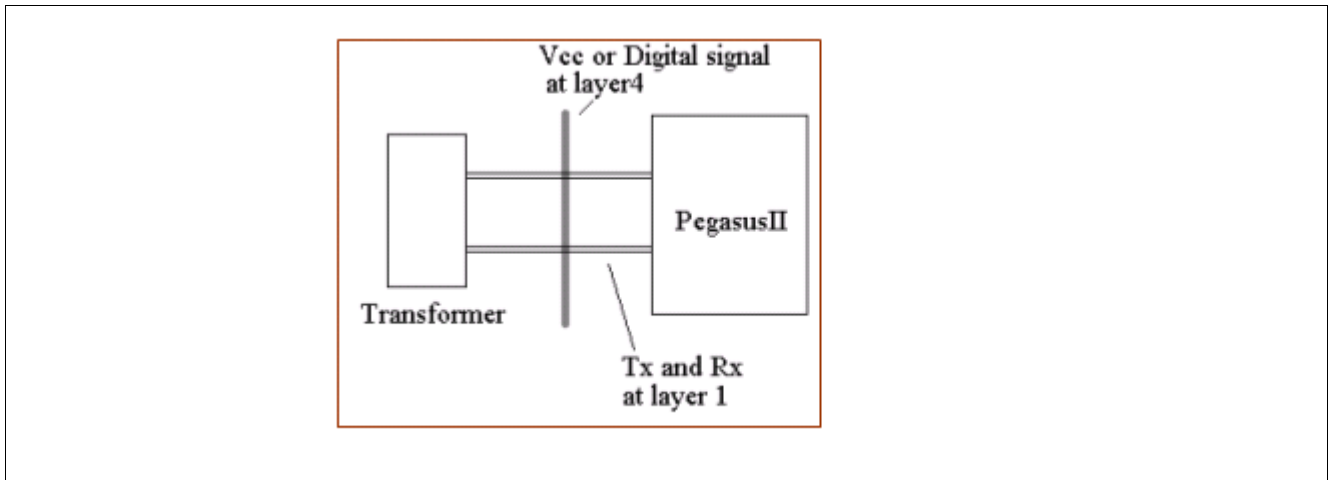 Vcc or Digital signal
at layer4
PegasusII
Transformer
Tx and Rx
at layer 1